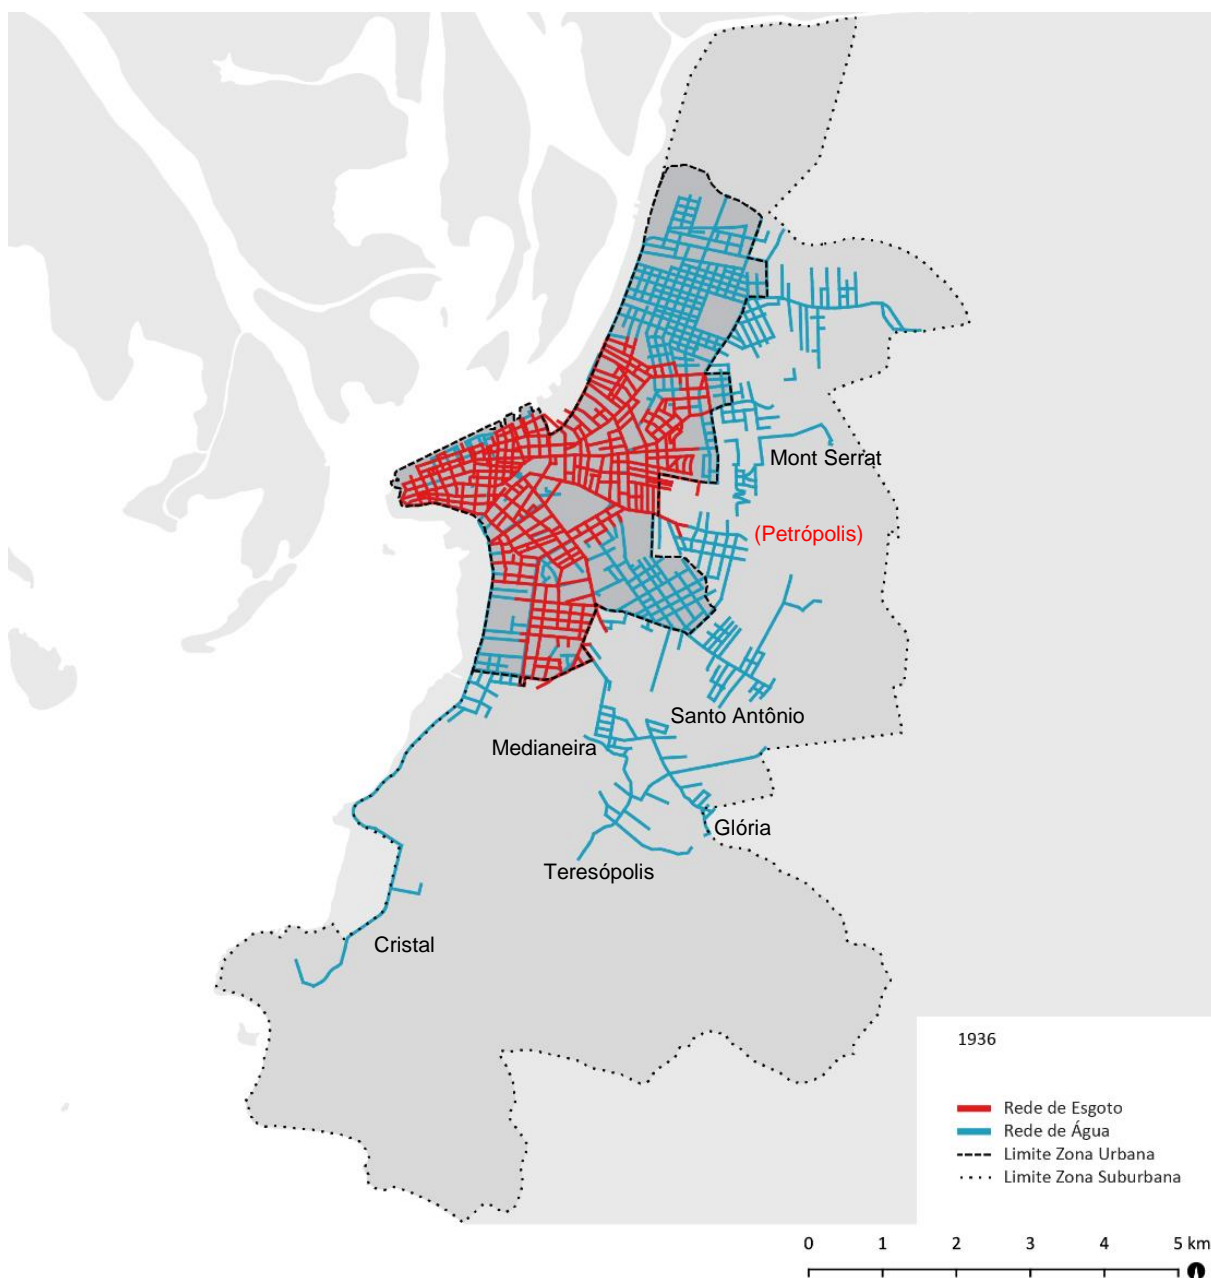 Mont Serrat
(Petrópolis)
Santo Antônio
Medianeira
Glória
Teresópolis
Cristal
1936
Rede de Esgoto
Rede de Água
Limite Zona Urbana
Limite Zona Suburbana
0 1 2 3 4 5 km